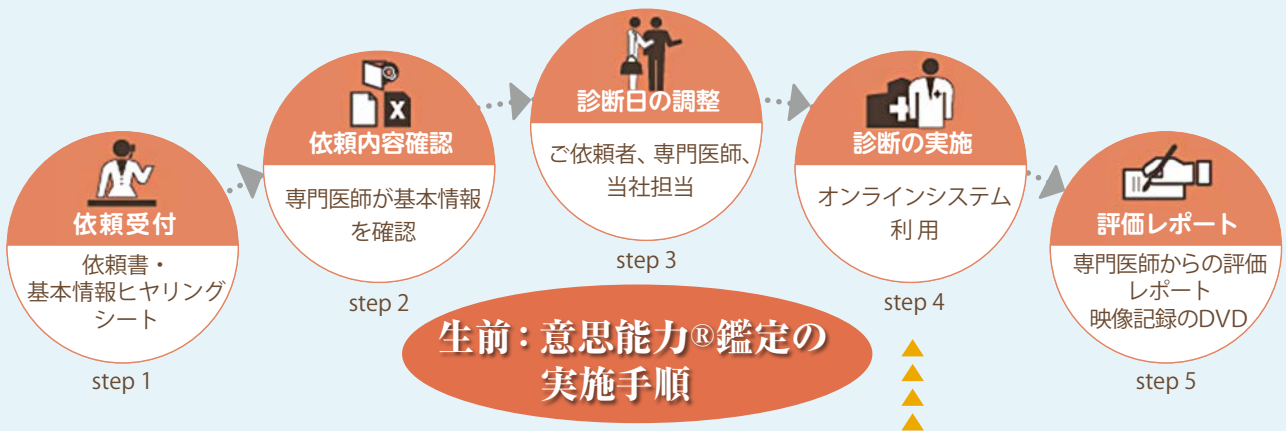 依頼受付
依頼書・
基本情報ヒヤリング
シート
step 1
X
依頼内容確認
専門医師が基本情報
を確認
step 2
診断日の調整
ご依頼者、専門医師、
当社担当
step 3
診断の実施
オンラインシステム
利用
step 4
評価レポート
専門医師からの評価
レポート
映像記録のDVD
step 5
生前：意思能力®鑑定の
実施手順